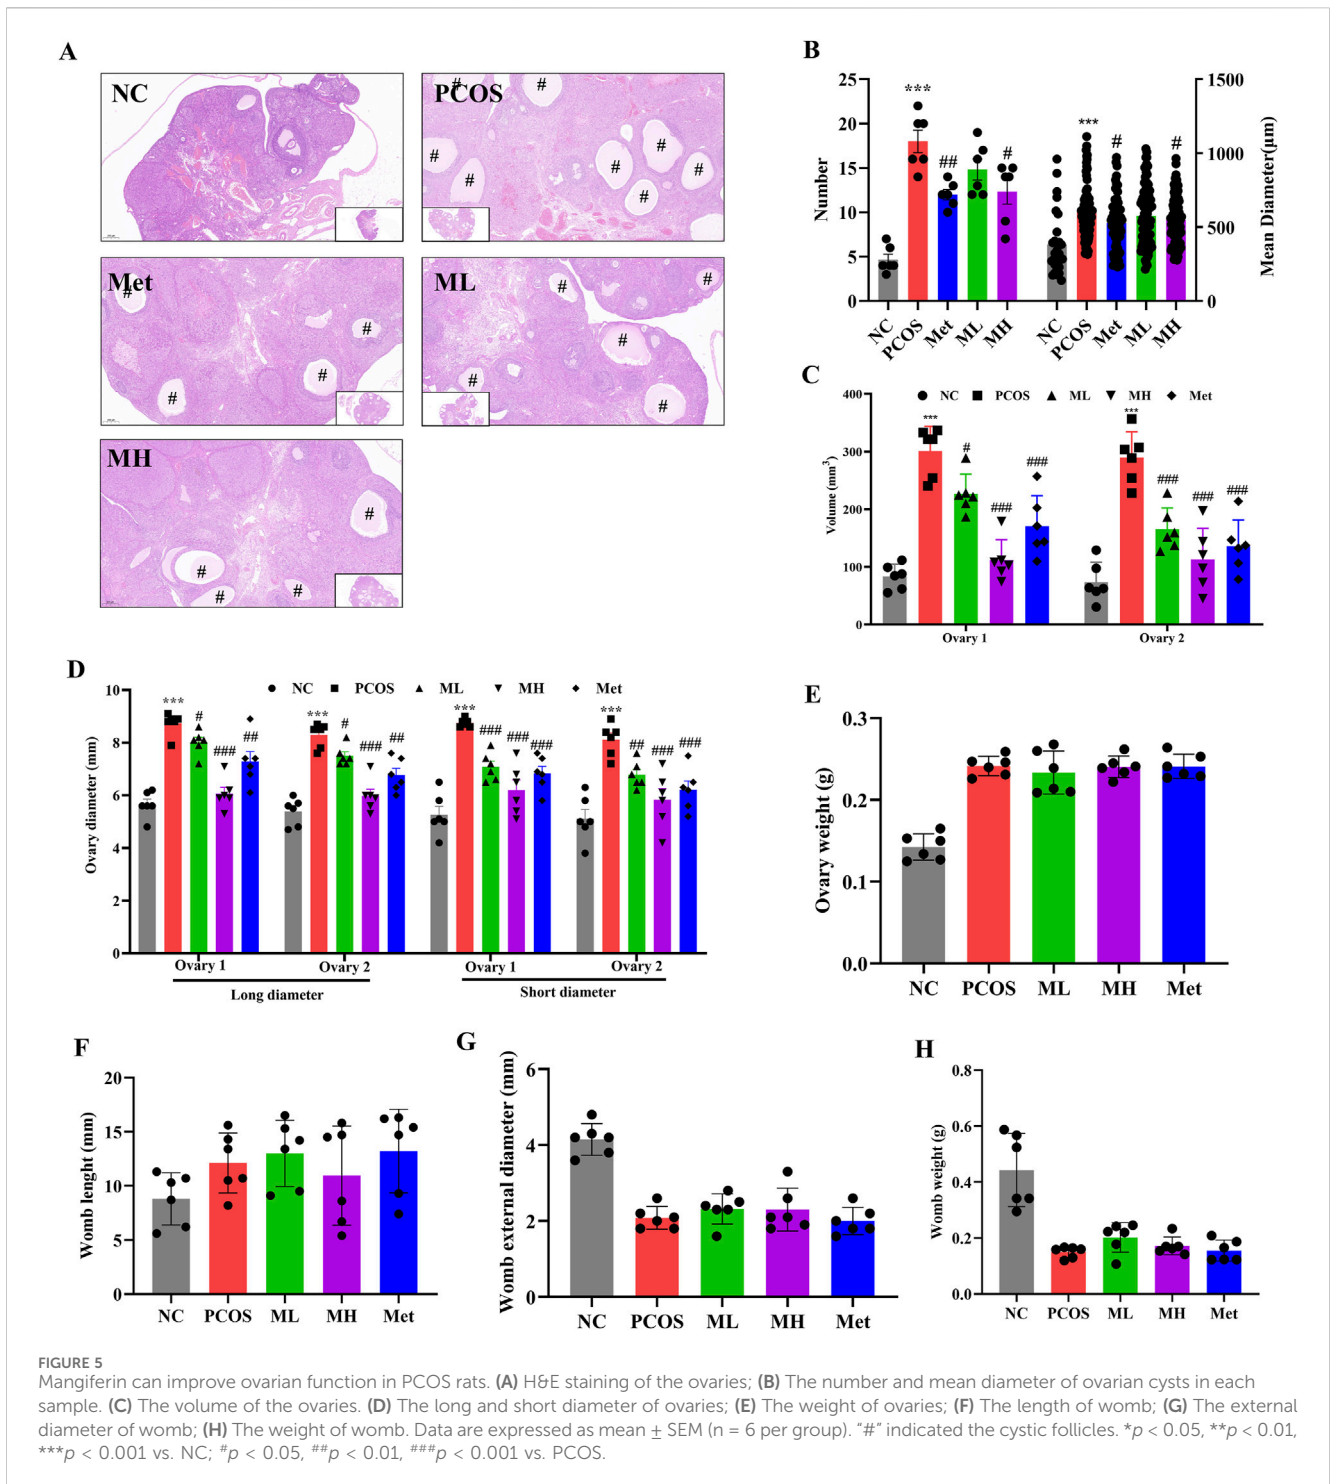 A
NC
PCOS
#
#
#
#
#
#
#
#
Met
#
#
#
#
ML
#
#
#
#
#
MH
#
#
#
#
B
25
20
15
10
5
0
Number
***
##
#
***
#
#
1500
1000
500
0
Mean Diameter(μm)
NC
PCOS
Met
ML
MH
NC
PCOS
Met
ML
MH
C
NC PCOS ML MH Met
400
300
200
100
0
Volume (mm³)
***
#
###
###
***
###
###
###
Ovary 1 Ovary 2
D
NC PCOS ML MH Met
10
8
6
4
2
0
Ovary diameter (mm)
***
#
###
##
***
#
###
##
***
###
###
###
***
##
###
###
Ovary 1 Ovary 2 Ovary 1 Ovary 2
Long diameter Short diameter
E
0.3
0.2
0.1
0.0
Ovary weight (g)
NC PCOS ML MH Met
F
20
15
10
5
0
Womb lenght (mm)
NC PCOS ML MH Met
G
6
4
2
0
Womb external diameter (mm)
NC PCOS ML MH Met
H
0.8
0.6
0.4
0.2
0.0
Womb weight (g)
NC PCOS ML MH Met
FIGURE 5
Mangiferin can improve ovarian function in PCOS rats. (A) H&E staining of the ovaries; (B) The number and mean diameter of ovarian cysts in each
sample. (C) The volume of the ovaries. (D) The long and short diameter of ovaries; (E) The weight of ovaries; (F) The length of womb; (G) The external
diameter of womb; (H) The weight of womb. Data are expressed as mean ± SEM (n = 6 per group). "#" indicated the cystic follicles. *p < 0.05, **p < 0.01,
***p < 0.001 vs. NC; #p < 0.05, ##p < 0.01, ###p < 0.001 vs. PCOS.